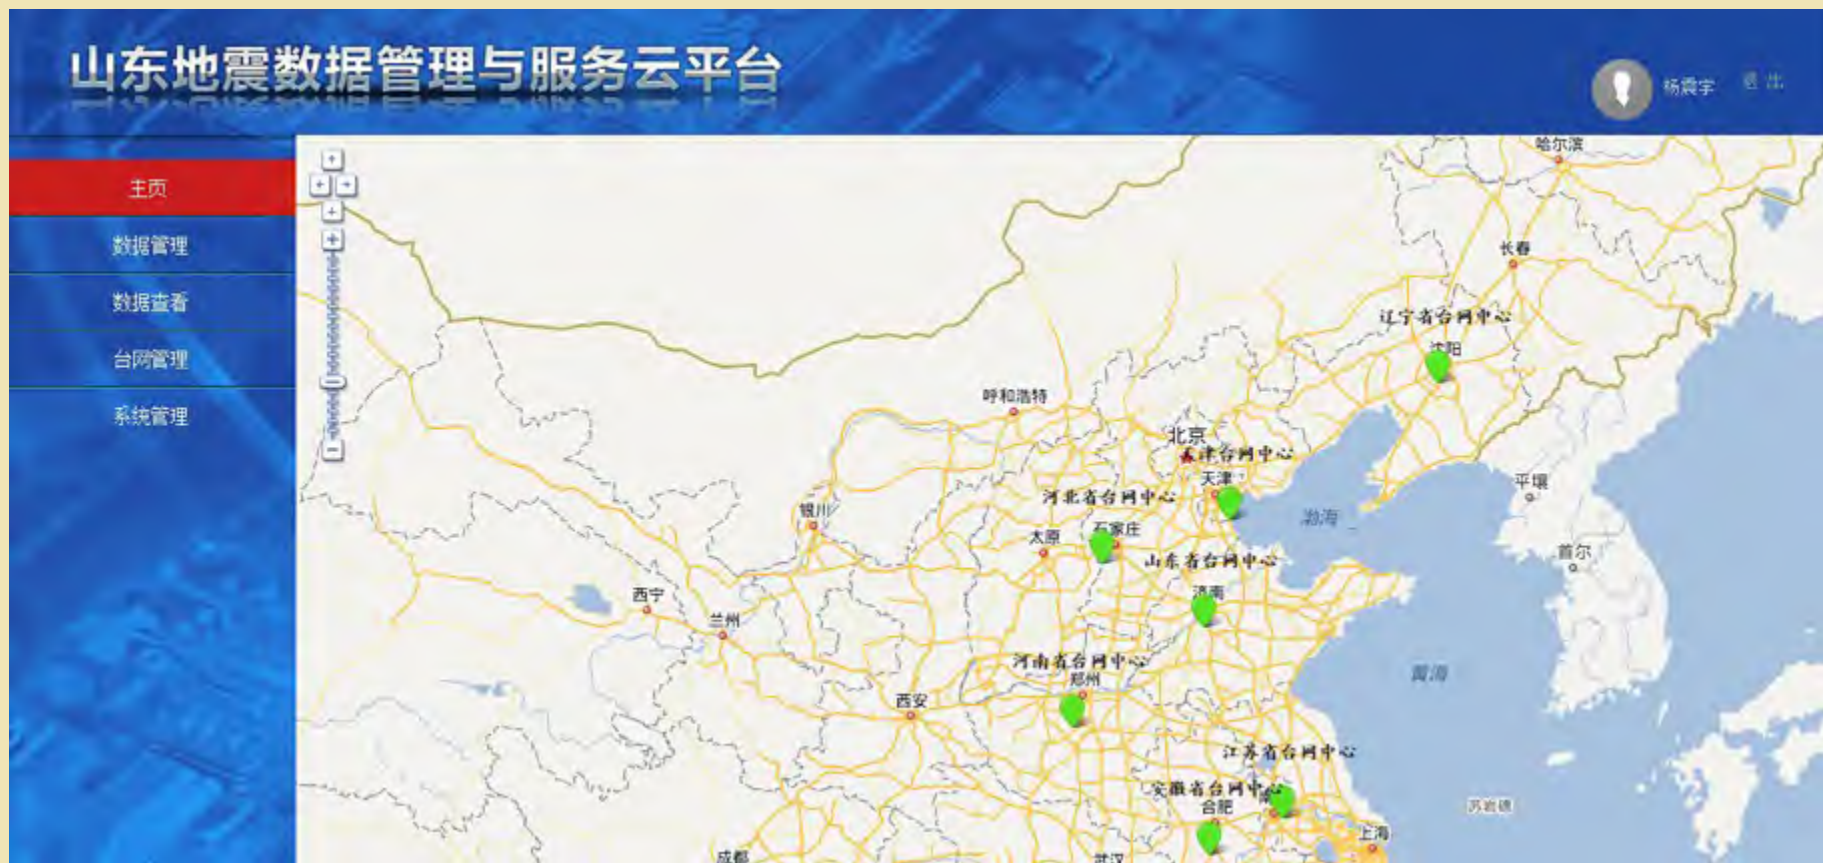 山东地震数据管理与服务云平台
杨震宇 退出
主页
数据管理
数据查看
台网管理
系统管理
哈尔滨
长春
辽宁省台网中心
沈阳
呼和浩特
北京
天津台网中心
天津
河北省台网中心
银川
平壤
渤海
石家庄
太原
首尔
山东省台网中心
西宁
济南
兰州
河南省台网中心
黄海
郑州
西安
江苏省台网中心
安徽省台网中心
合肥
苏岩礁
上海
成都
武汉